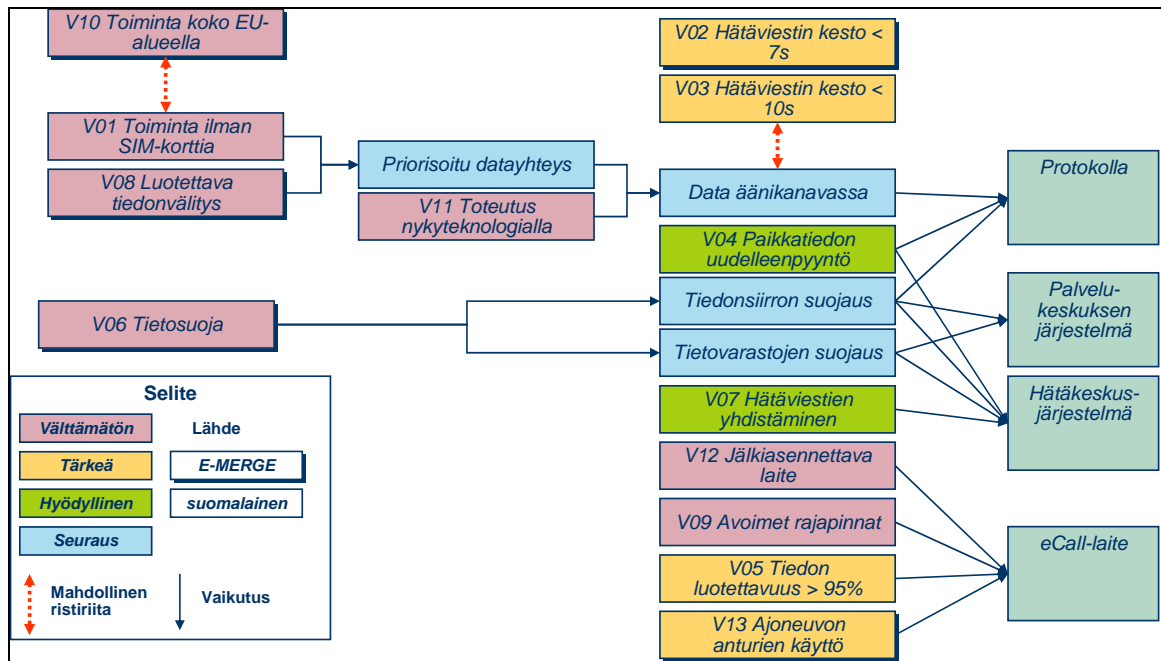 V10 Toiminta koko EU-
alueella
V01 Toiminta ilman
SIM-korttia
V08 Luotettava
tiedonvälitys
Priorisoitu datayhteys
V11 Toteutus
nykyteknologialla
V06 Tietosuoja
V02 Hätäviestin kesto <
7s
V03 Hätäviestin kesto <
10s
Data äänikanavassa
V04 Paikkatiedon
uudelleenpyyntö
Tiedonsiirron suojaus
Tietovarastojen suojaus
V07 Hätäviestien
yhdistäminen
V12 Jälkiasennettava
laite
V09 Avoimet rajapinnat
V05 Tiedon
luotettavuus > 95%
V13 Ajoneuvon
anturien käyttö
Protokolla
Palvelu-
keskuksen
järjestelmä
Hätäkeskus-
järjestelmä
eCall-laite
Selite
Välttämätön
Lähde
Tärkeä
E-MERGE
Hyödyllinen
suomalainen
Seuraus
Mahdollinen
ristiriita
Vaikutus